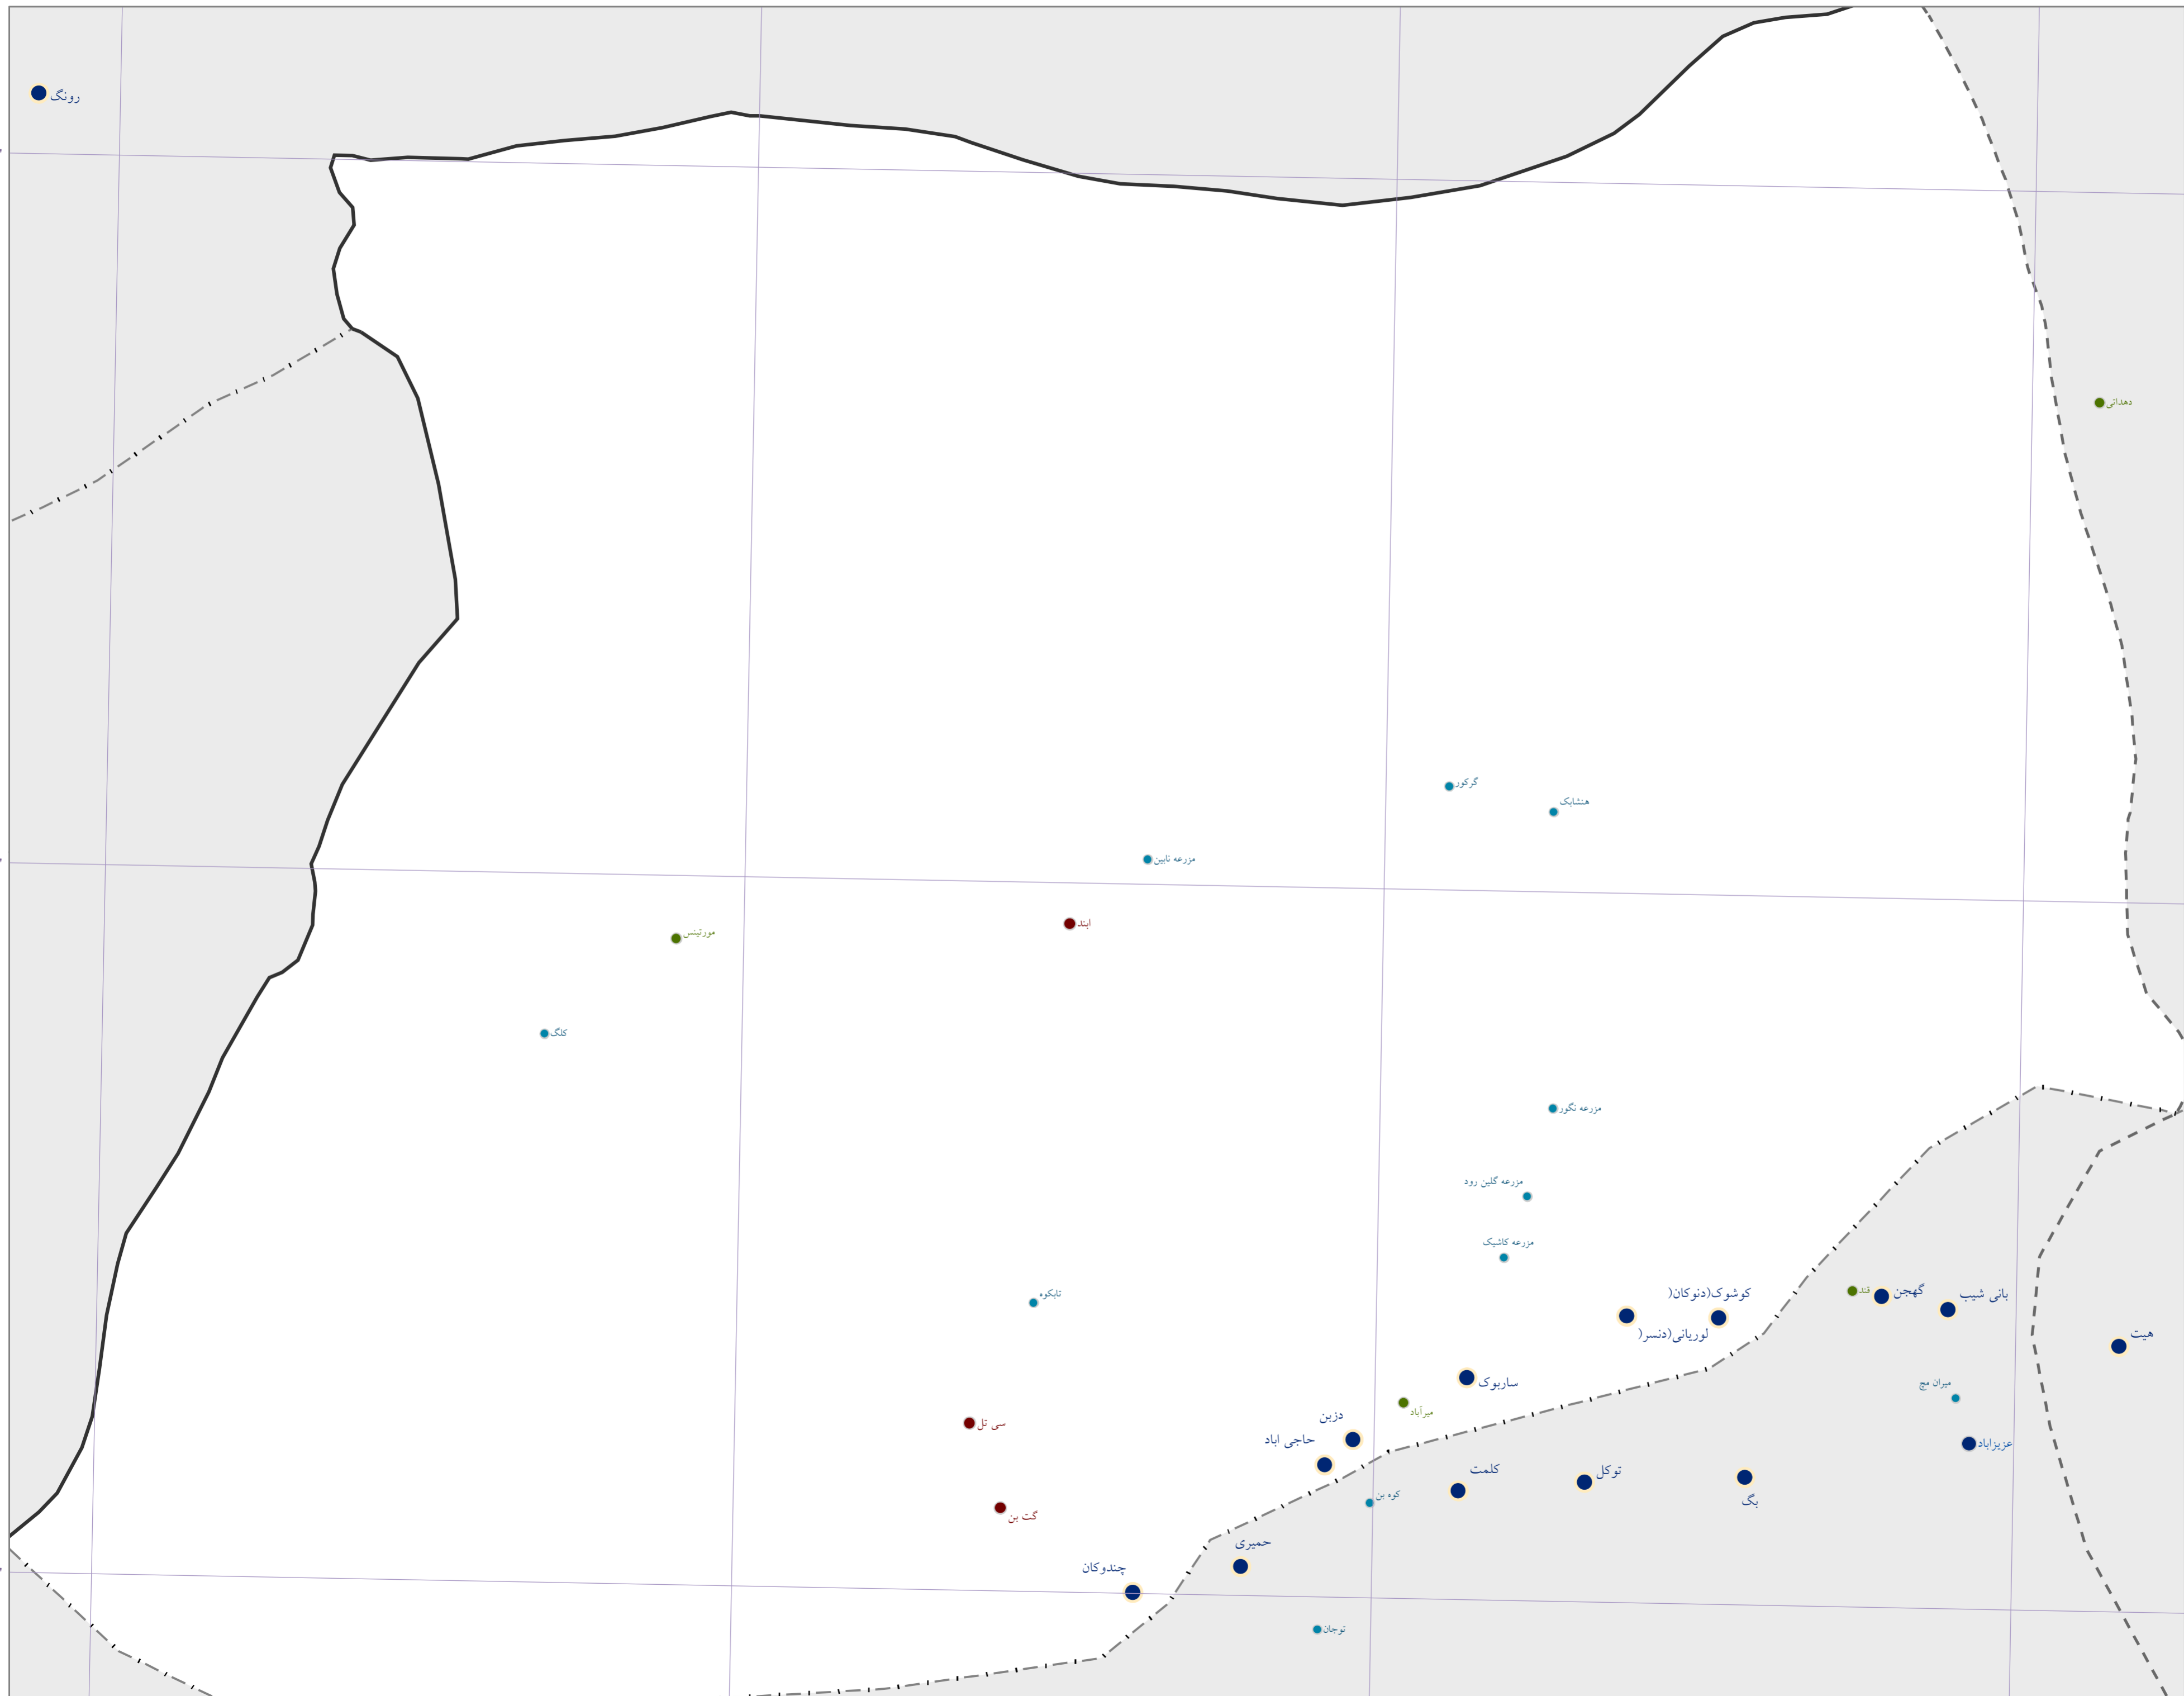 رونگ
دهدائی
گرکور
هنشابک
مزرعه تابین
ابند
مورتینس
کلگ
مزرعه نگور
مزرعه گلین رود
مزرعه کاشیک
تابکوه
کوشوک(دنوکان(
لوریانی(دنسر(
قند
گهجن
بانی شیب
هیت
ساربوک
میرآباد
میران مچ
دزبن
حاجی اباد
سی تل
عزیزاباد
کلمت
توکل
بگ
کوه بن
گت بن
حمیری
چندوکان
توجان